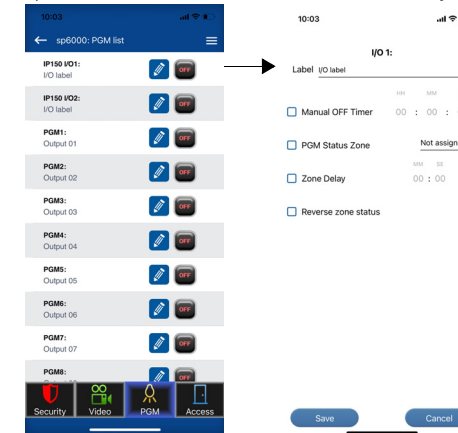 10:03
sp6000: PGM list
IP150 I/O1:
I/O label
OFF
IP150 I/O2:
I/O label
OFF
PGM1:
Output 01
OFF
PGM2:
Output 02
OFF
PGM3:
Output 03
OFF
PGM4:
Output 04
OFF
PGM5:
Output 05
OFF
PGM6:
Output 06
OFF
PGM7:
Output 07
OFF
PGM8:
OFF
Security Video PGM Access
10:03
I/O 1:
Label I/O label
HH MM
Manual OFF Timer 00 : 00 :
PGM Status Zone Not assign
MM SE
Zone Delay 00 : 00
Reverse zone status
Save Cancel